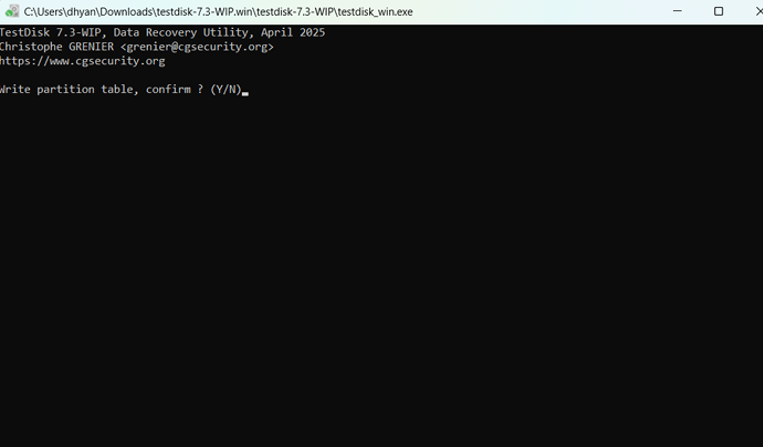 C:\Users\dhyan\Downloads\testdisk-7.3-WIP.win\testdisk-7.3-WIP\testdisk_win.exe
TestDisk 7.3-WIP, Data Recovery Utility, April 2025
Christophe GRENIER <grenier@cgsecurity.org>
https://www.cgsecurity.org
Write partition table, confirm ? (Y/N)